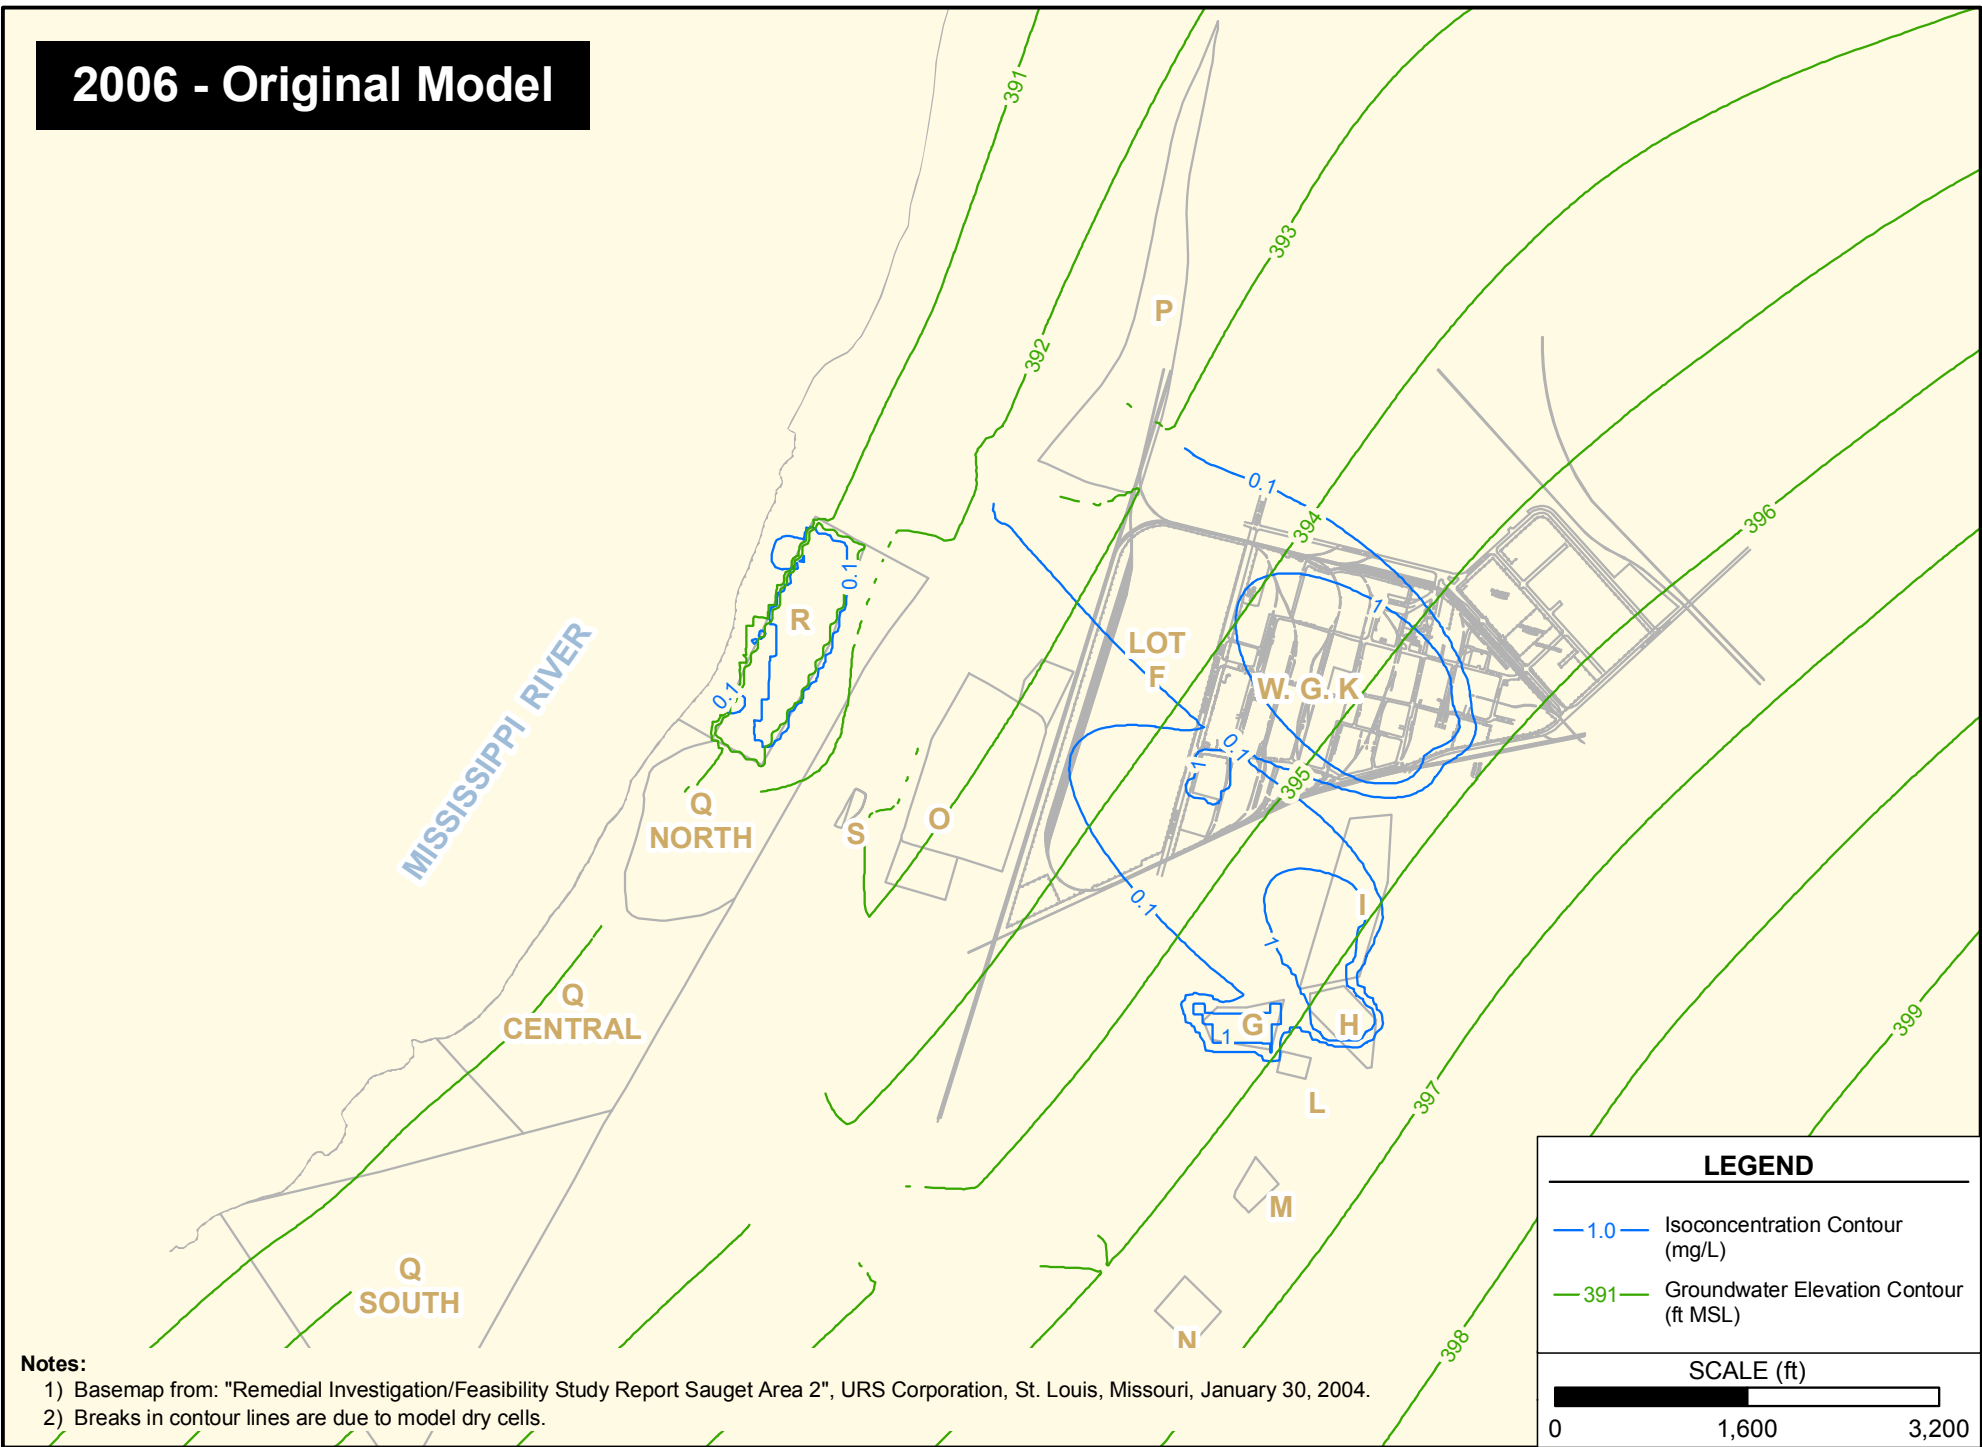 2006 - Original Model
391
393
392
P
0.1
394
396
0.1
R
1
LOT
F
W. G. K
0.1
MISSISSIPPI RIVER
0.1
1
395
Q
NORTH
S
O
0.1
I
1
Q
CENTRAL
G
H
1
399
L
397
M
Q
SOUTH
N
398
LEGEND
1.0
Isoconcentration Contour
(mg/L)
391
Groundwater Elevation Contour
(ft MSL)
SCALE (ft)
0
1,600
3,200
Notes:
1) Basemap from: "Remedial Investigation/Feasibility Study Report Sauget Area 2", URS Corporation, St. Louis, Missouri, January 30, 2004.
2) Breaks in contour lines are due to model dry cells.